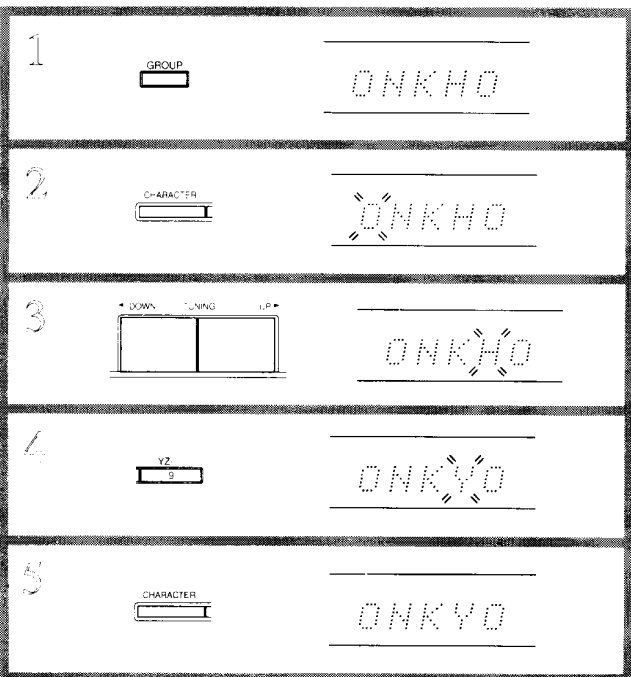 1
GROUP
ONKHO
2
CHARACTER
ONKHO
3
◄ DOWN TUNING UP ►
ONKHO
4
YZ
9
ONKYO
5
CHARACTER
ONKYO